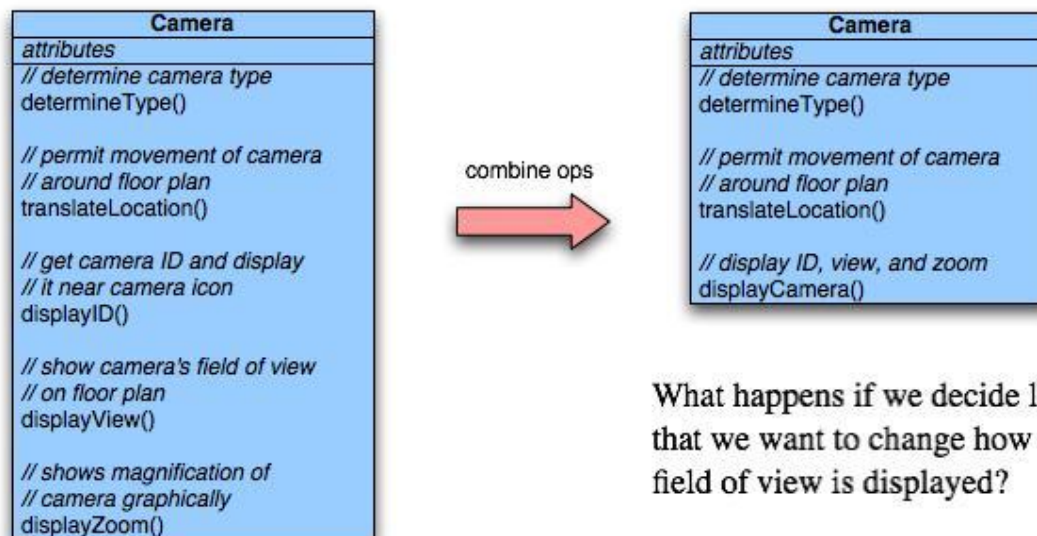 Camera
attributes
// determine camera type
determineType()
// permit movement of camera
// around floor plan
translateLocation()
// get camera ID and display
// it near camera icon
displayID()
// show camera's field of view
// on floor plan
displayView()
// shows magnification of
// camera graphically
displayZoom()
combine ops
Camera
attributes
// determine camera type
determineType()
// permit movement of camera
// around floor plan
translateLocation()
// display ID, view, and zoom
displayCamera()
What happens if we decide
that we want to change how
field of view is displayed?